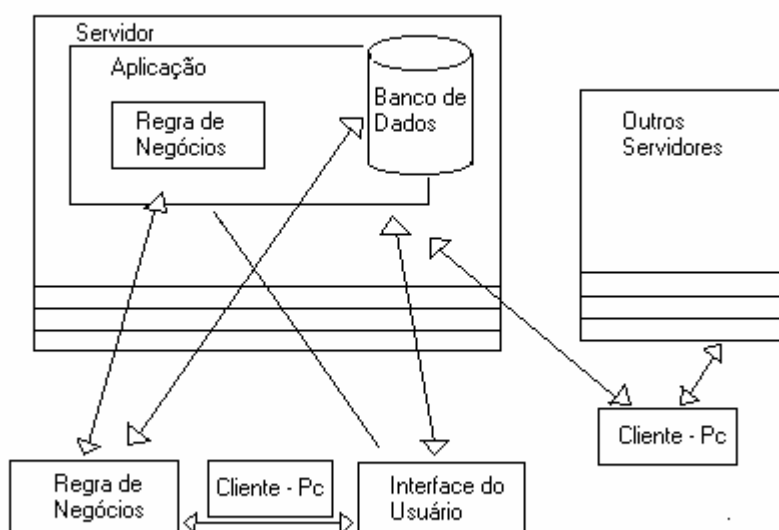 Servidor
Aplicação
Regra de
Negócios
Banco de
Dados
Outros
Servidores
Cliente - Pc
Regra de
Negócios
Cliente - Pc
Interface do
Usuário